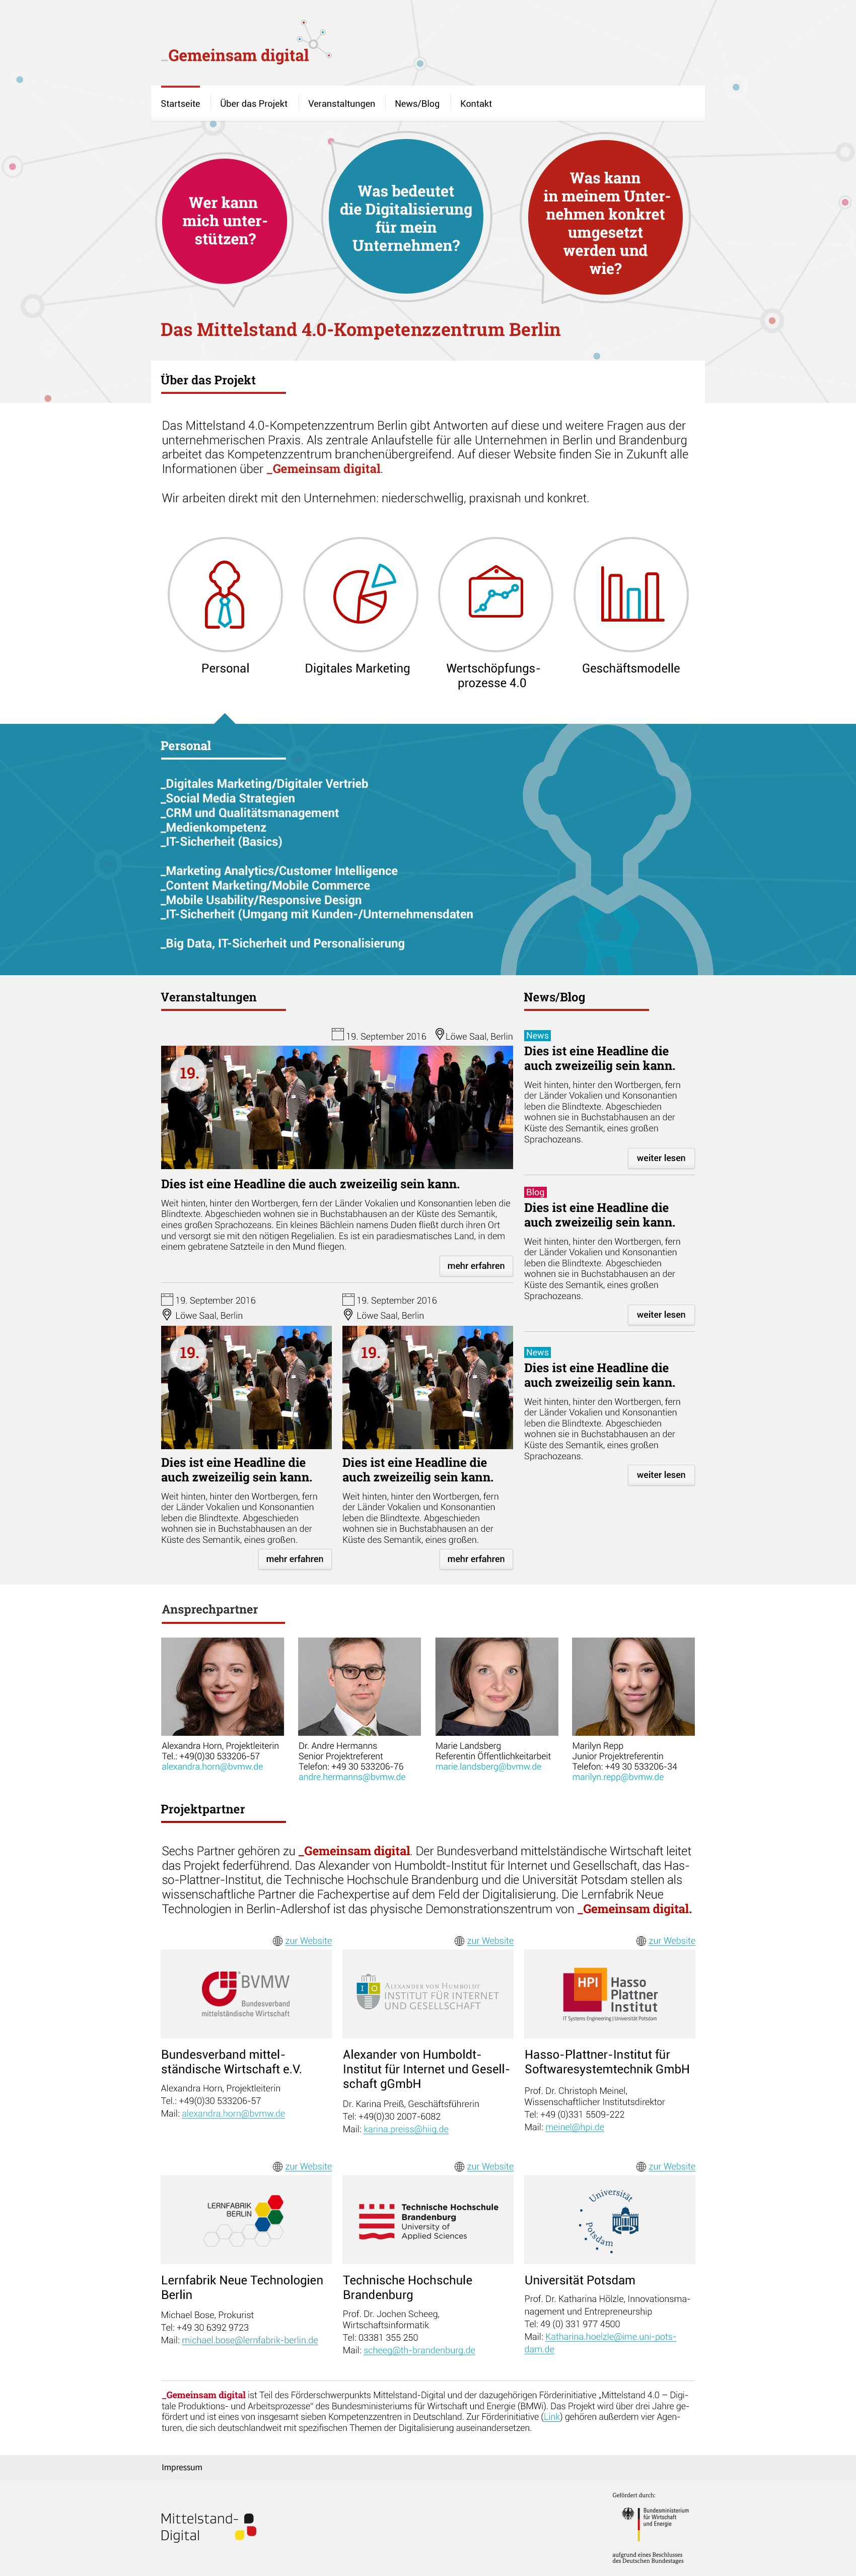 _Gemeinsam digital
Startseite
Über das Projekt
Veranstaltungen
News/Blog
Kontakt
Wer kann
mich unter-
stützen?
Was bedeutet
die Digitalisierung
für mein
Unternehmen?
Was kann
in meinem Unter-
nehmen konkret
umgesetzt
werden und
wie?
Das Mittelstand 4.0-Kompetenzzentrum Berlin
Über das Projekt
Das Mittelstand 4.0-Kompetenzzentrum Berlin gibt Antworten auf diese und weitere Fragen aus der
unternehmerischen Praxis. Als zentrale Anlaufstelle für alle Unternehmen in Berlin und Brandenburg
arbeitet das Kompetenzzentrum branchenübergreifend. Auf dieser Website finden Sie in Zukunft alle
Informationen über _Gemeinsam digital.
Wir arbeiten direkt mit den Unternehmen: niederschwellig, praxisnah und konkret.
Personal
Digitales Marketing
Wertschöpfungs-
prozesse 4.0
Geschäftsmodelle
Personal
_Digitales Marketing/Digitaler Vertrieb
_Social Media Strategien
_CRM und Qualitätsmanagement
_Medienkompetenz
_IT-Sicherheit (Basics)
_Marketing Analytics/Customer Intelligence
_Content Marketing/Mobile Commerce
_Mobile Usability/Responsive Design
_IT-Sicherheit (Umgang mit Kunden-/Unternehmensdaten
_Big Data, IT-Sicherheit und Personalisierung
Veranstaltungen
19. September 2016
Löwe Saal, Berlin
19.
Dies ist eine Headline die auch zweizeilig sein kann.
Weit hinten, hinter den Wortbergen, fern der Länder Vokalien und Konsonantien leben die
Blindtexte. Abgeschieden wohnen sie in Buchstabhausen an der Küste des Semantik,
eines großen Sprachozeans. Ein kleines Bächlein namens Duden fließt durch ihren Ort
und versorgt sie mit den nötigen Regelialien. Es ist ein paradiesmatisches Land, in dem
einem gebratene Satzteile in den Mund fliegen.
mehr erfahren
19. September 2016
Löwe Saal, Berlin
19.
Dies ist eine Headline die
auch zweizeilig sein kann.
Weit hinten, hinter den Wortbergen, fern
der Länder Vokalien und Konsonantien
leben die Blindtexte. Abgeschieden
wohnen sie in Buchstabhausen an der
Küste des Semantik, eines großen.
mehr erfahren
19. September 2016
Löwe Saal, Berlin
19.
Dies ist eine Headline die
auch zweizeilig sein kann.
Weit hinten, hinter den Wortbergen, fern
der Länder Vokalien und Konsonantien
leben die Blindtexte. Abgeschieden
wohnen sie in Buchstabhausen an der
Küste des Semantik, eines großen.
mehr erfahren
News/Blog
News
Dies ist eine Headline die
auch zweizeilig sein kann.
Weit hinten, hinter den Wortbergen, fern
der Länder Vokalien und Konsonantien
leben die Blindtexte. Abgeschieden
wohnen sie in Buchstabhausen an der
Küste des Semantik, eines großen
Sprachozeans.
weiter lesen
Blog
Dies ist eine Headline die
auch zweizeilig sein kann.
Weit hinten, hinter den Wortbergen, fern
der Länder Vokalien und Konsonantien
leben die Blindtexte. Abgeschieden
wohnen sie in Buchstabhausen an der
Küste des Semantik, eines großen
Sprachozeans.
weiter lesen
News
Dies ist eine Headline die
auch zweizeilig sein kann.
Weit hinten, hinter den Wortbergen, fern
der Länder Vokalien und Konsonantien
leben die Blindtexte. Abgeschieden
wohnen sie in Buchstabhausen an der
Küste des Semantik, eines großen
Sprachozeans.
weiter lesen
Ansprechpartner
Alexandra Horn, Projektleiterin
Tel.: +49(0)30 533206-57
alexandra.horn@bvmw.de
Dr. Andre Hermanns
Senior Projektreferent
Telefon: +49 30 533206-76
andre.hermanns@bvmw.de
Marie Landsberg
Referentin Öffentlichkeitarbeit
marie.landsberg@bvmw.de
Marilyn Repp
Junior Projektreferentin
Telefon: +49 30 533206-34
marilyn.repp@bvmw.de
Projektpartner
Sechs Partner gehören zu _Gemeinsam digital. Der Bundesverband mittelständische Wirtschaft leitet
das Projekt federführend. Das Alexander von Humboldt-Institut für Internet und Gesellschaft, das Has-
so-Plattner-Institut, die Technische Hochschule Brandenburg und die Universität Potsdam stellen als
wissenschaftliche Partner die Fachexpertise auf dem Feld der Digitalisierung. Die Lernfabrik Neue
Technologien in Berlin-Adlershof ist das physische Demonstrationszentrum von _Gemeinsam digital.
zur Website
BVMW
Bundesverband
mittelständische Wirtschaft
Bundesverband mittel-
ständische Wirtschaft e.V.
Alexandra Horn, Projektleiterin
Tel.: +49(0)30 533206-57
Mail: alexandra.horn@bvmw.de
zur Website
IO
ALEXANDER VON HUMBOLDT
INSTITUT FÜR INTERNET
UND GESELLSCHAFT
Alexander von Humboldt-
Institut für Internet und Gesell-
schaft gGmbH
Dr. Karina Preiß, Geschäftsführerin
Tel: +49(0)30 2007-6082
Mail: karina.preiss@hiig.de
zur Website
HPI
Hasso
Plattner
Institut
IT Systems Engineering | Universität Potsdam
Hasso-Plattner-Institut für
Softwaresystemtechnik GmbH
Prof. Dr. Christoph Meinel,
Wissenschaftlicher Institutsdirektor
Tel: +49 (0)331 5509-222
Mail: meinel@hpi.de
zur Website
LERNFABRIK
BERLIN
Lernfabrik Neue Technologien
Berlin
Michael Bose, Prokurist
Tel: +49 30 6392 9723
Mail: michael.bose@lernfabrik-berlin.de
zur Website
Technische Hochschule
Brandenburg
University of
Applied Sciences
Technische Hochschule
Brandenburg
Prof. Dr. Jochen Scheeg,
Wirtschaftsinformatik
Tel: 03381 355 250
Mail: scheeg@th-brandenburg.de
zur Website
Universität
Potsdam
Universität Potsdam
Prof. Dr. Katharina Hölzle, Innovationsma-
nagement und Entrepreneurship
Tel: 49 (0) 331 977 4500
Mail: Katharina.hoelzle@ime.uni-pots-
dam.de
_Gemeinsam digital ist Teil des Förderschwerpunkts Mittelstand-Digital und der dazugehörigen Förderinitiative „Mittelstand 4.0 – Digi-
tale Produktions- und Arbeitsprozesse“ des Bundesministeriums für Wirtschaft und Energie (BMWi). Das Projekt wird über drei Jahre ge-
fördert und ist eines von insgesamt sieben Kompetenzzentren in Deutschland. Zur Förderinitiative (Link) gehören außerdem vier Agen-
turen, die sich deutschlandweit mit spezifischen Themen der Digitalisierung auseinandersetzen.
Impressum
Mittelstand-
Digital
Gefördert durch:
Bundesministerium
für Wirtschaft
und Energie
aufgrund eines Beschlusses
des Deutschen Bundestages